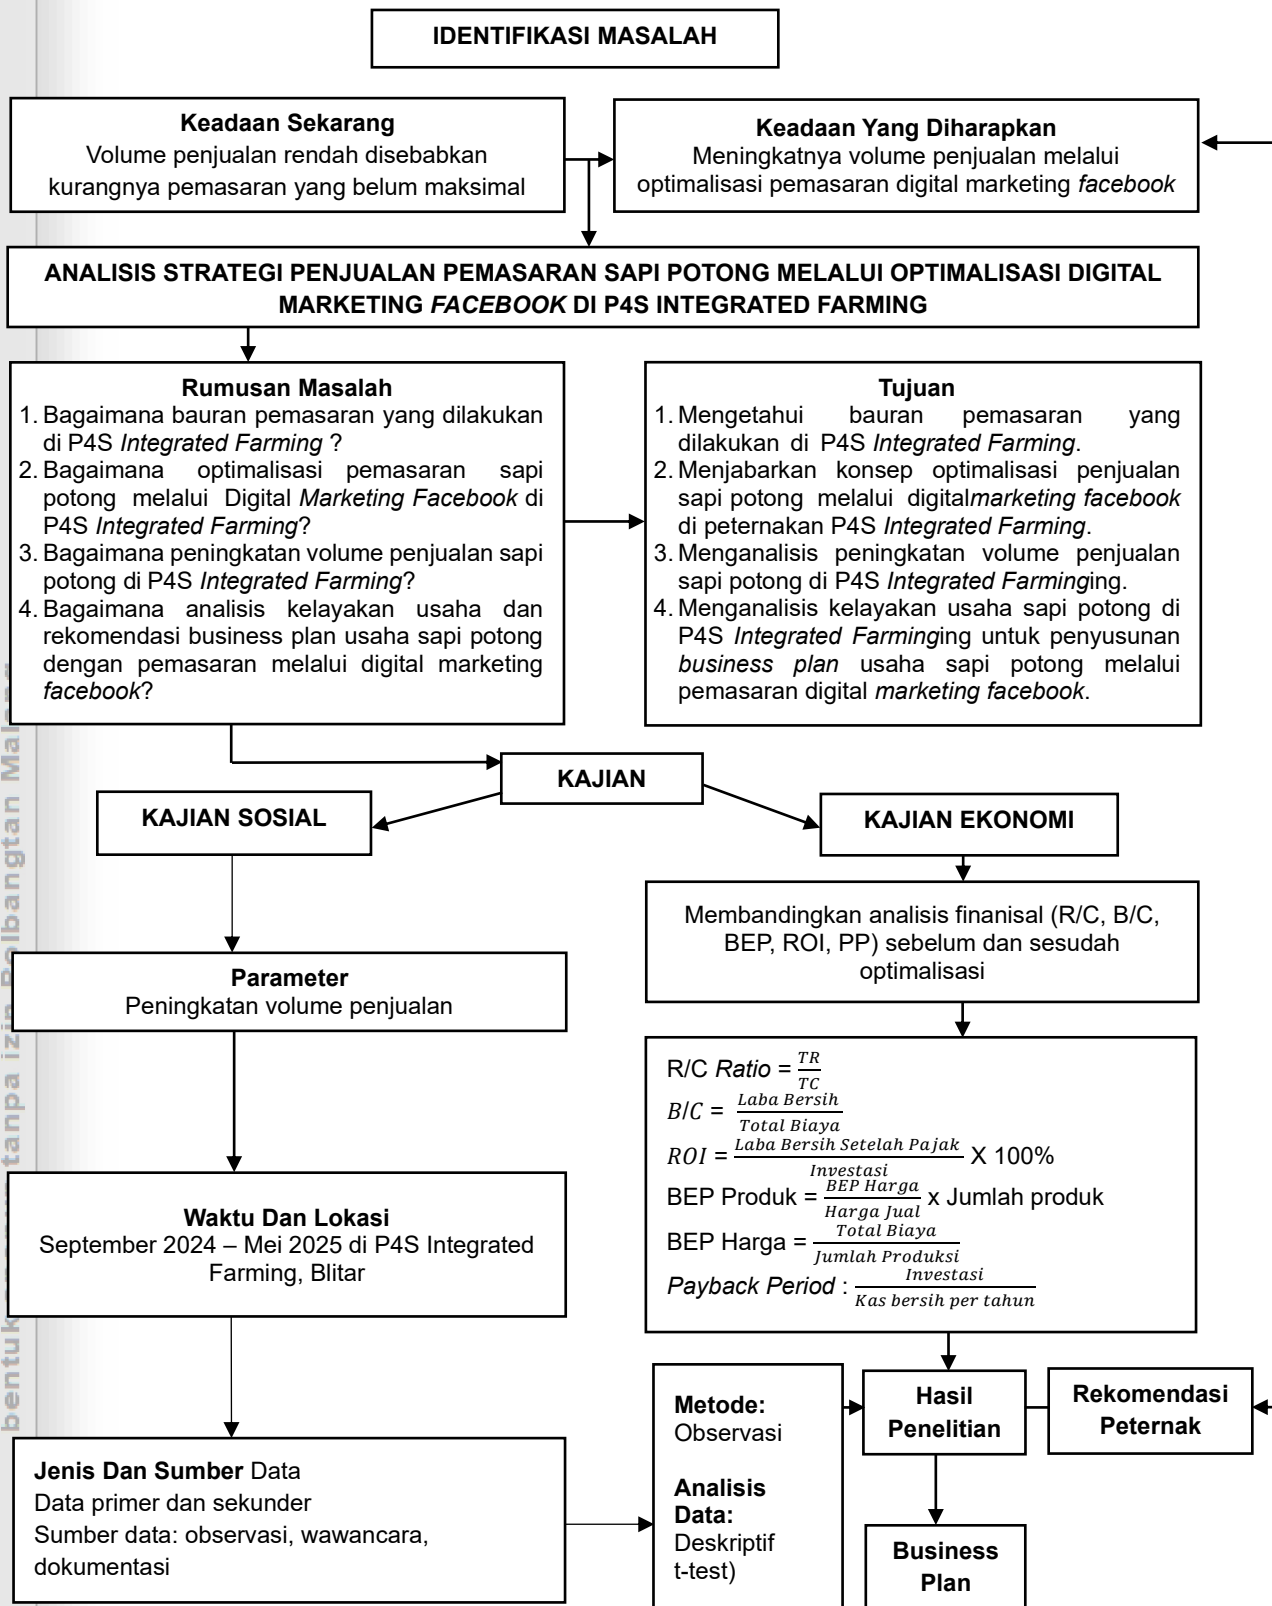 IDENTIFIKASI MASALAH
Keadaan Sekarang
Volume penjualan rendah disebabkan
kurangnya pemasaran yang belum maksimal
Keadaan Yang Diharapkan
Meningkatnya volume penjualan melalui
optimalisasi pemasaran digital marketing facebook
ANALISIS STRATEGI PENJUALAN PEMASARAN SAPI POTONG MELALUI OPTIMALISASI DIGITAL
MARKETING FACEBOOK DI P4S INTEGRATED FARMING
Rumusan Masalah
1. Bagaimana bauran pemasaran yang dilakukan
di P4S Integrated Farming ?
2. Bagaimana optimalisasi pemasaran sapi
potong melalui Digital Marketing Facebook di
P4S Integrated Farming?
3. Bagaimana peningkatan volume penjualan sapi
potong di P4S Integrated Farming?
4. Bagaimana analisis kelayakan usaha dan
rekomendasi business plan usaha sapi potong
dengan pemasaran melalui digital marketing
facebook?
Tujuan
1. Mengetahui bauran pemasaran yang
dilakukan di P4S Integrated Farming.
2. Menjabarkan konsep optimalisasi penjualan
sapi potong melalui digitalmarketing facebook
di peternakan P4S Integrated Farming.
3. Menganalisis peningkatan volume penjualan
sapi potong di P4S Integrated Farminging.
4. Menganalisis kelayakan usaha sapi potong di
P4S Integrated Farminging untuk penyusunan
business plan usaha sapi potong melalui
pemasaran digital marketing facebook.
KAJIAN
KAJIAN SOSIAL
KAJIAN EKONOMI
Parameter
Peningkatan volume penjualan
Membandingkan analisis finanisal (R/C, B/C,
BEP, ROI, PP) sebelum dan sesudah
optimalisasi
R/C Ratio = TR/TC
B/C = Laba Bersih/Total Biaya
ROI = Laba Bersih Setelah Pajak/Investasi X 100%
BEP Produk = BEP Harga/Harga Jual x Jumlah produk
BEP Harga = Total Biaya/Jumlah Produksi
Payback Period : Investasi/Kas bersih per tahun
Waktu Dan Lokasi
September 2024 – Mei 2025 di P4S Integrated
Farming, Blitar
Jenis Dan Sumber Data
Data primer dan sekunder
Sumber data: observasi, wawancara,
dokumentasi
Metode:
Observasi
Analisis
Data:
Deskriptif
t-test)
Hasil
Penelitian
Rekomendasi
Peternak
Business
Plan
bentuk tanpa izin Polbangtan Malang